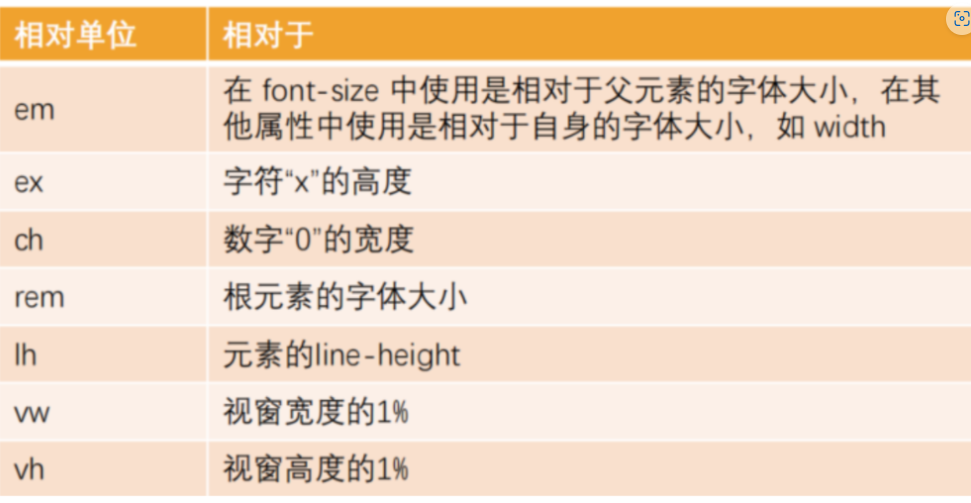 相对单位 相对于
em 在 font-size 中使用是相对于父元素的字体大小，在其
他属性中使用是相对于自身的字体大小，如 width
ex 字符“x”的高度
ch 数字“0”的宽度
rem 根元素的字体大小
lh 元素的line-height
vw 视窗宽度的1%
vh 视窗高度的1%